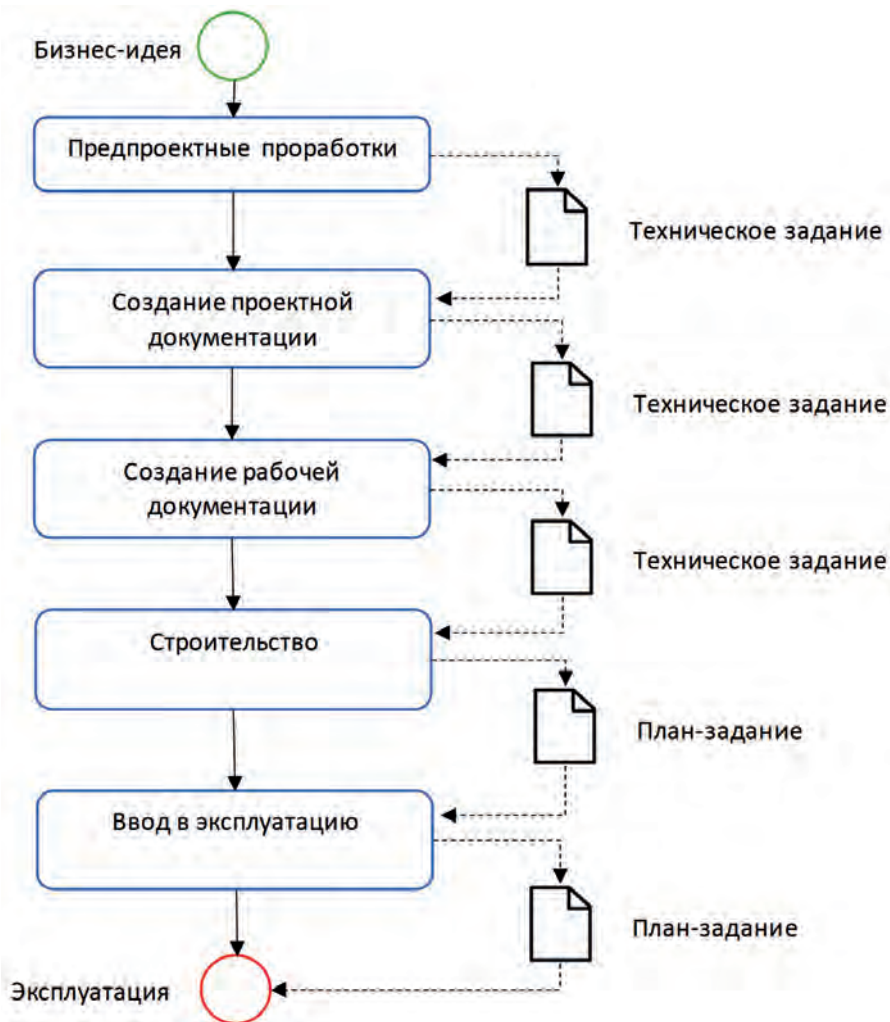 Бизнес-идея
Предпроектные проработки
Техническое задание
Создание проектной
документации
Техническое задание
Создание рабочей
документации
Техническое задание
Строительство
План-задание
Ввод в эксплуатацию
План-задание
Эксплуатация